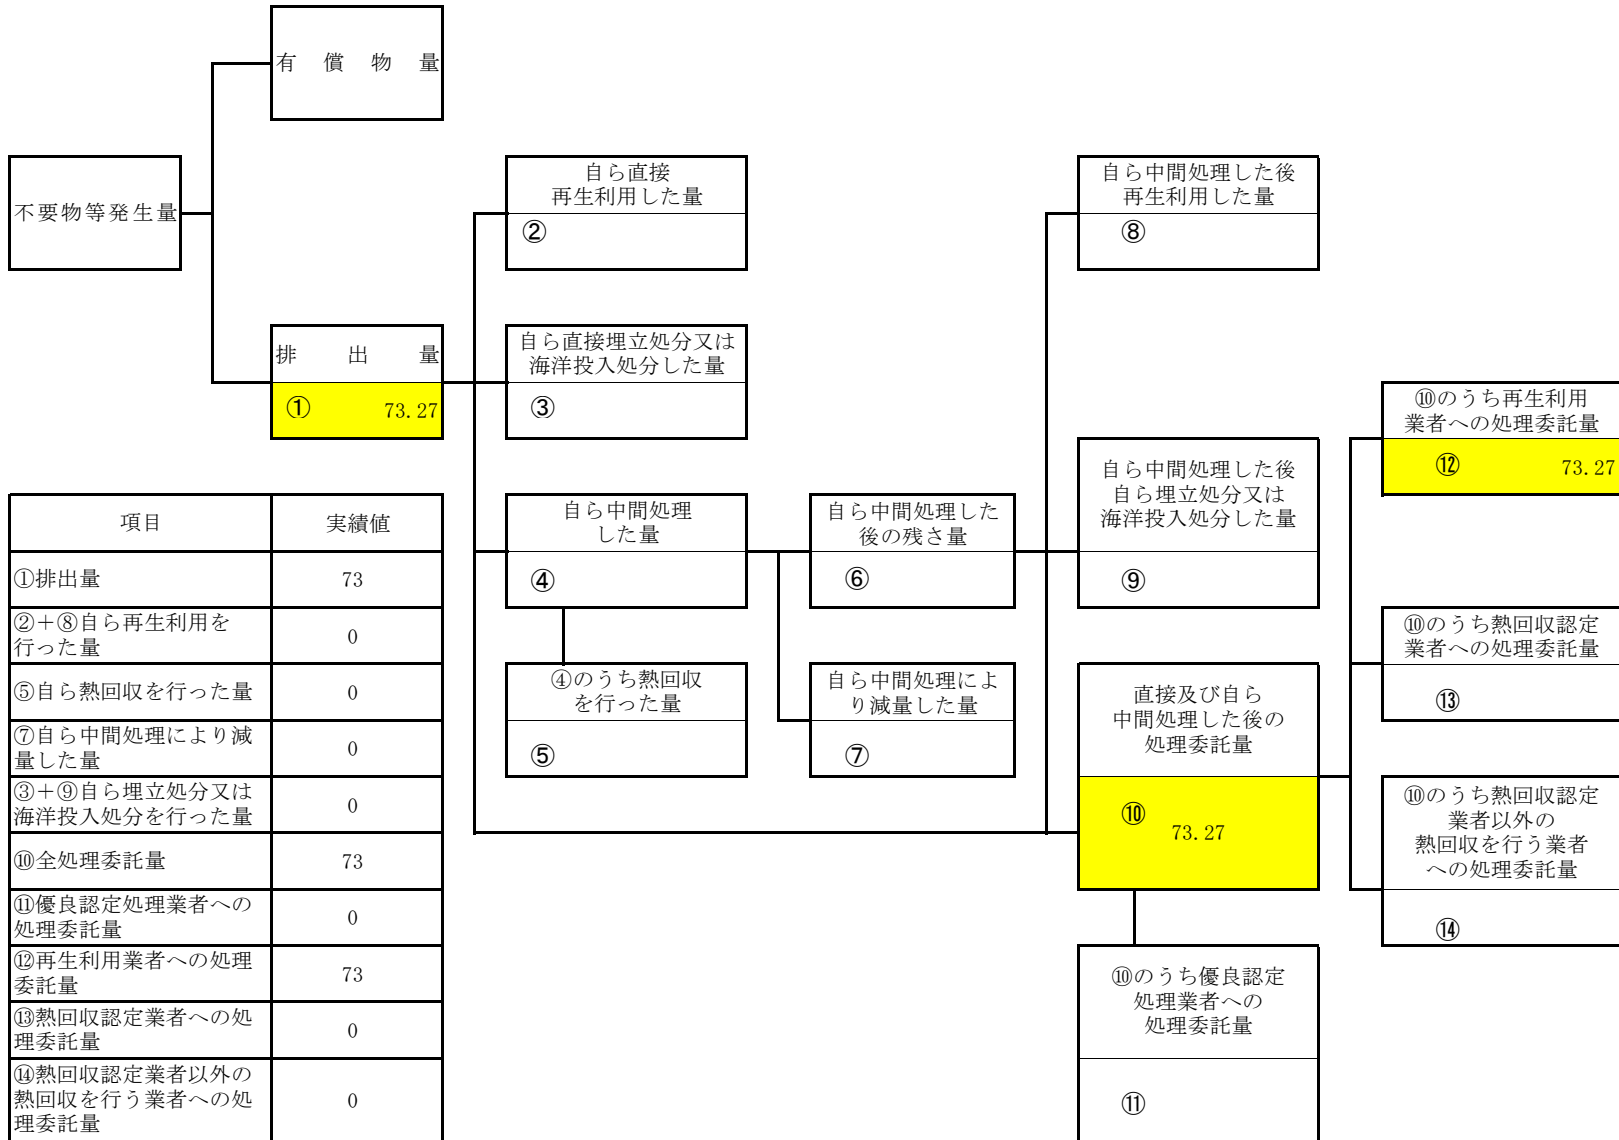 有償物量
不要物等発生量
排出量
① 73.27
自ら直接
再生利用した量
②
自ら直接埋立処分又は
海洋投入処分した量
③
自ら中間処理
した量
④
④のうち熱回収
を行った量
⑤
自ら中間処理した
後の残さ量
⑥
自ら中間処理によ
り減量した量
⑦
自ら中間処理した後
再生利用した量
⑧
自ら中間処理した後
自ら埋立処分又は
海洋投入処分した量
⑨
直接及び自ら
中間処理した後の
処理委託量
⑩
73.27
⑩のうち優良認定
処理業者への
処理委託量
⑪
⑩のうち再生利用
業者への処理委託量
⑫ 73.27
⑩のうち熱回収認定
業者への処理委託量
⑬
⑩のうち熱回収認定
業者以外の
熱回収を行う業者
への処理委託量
⑭
項目 実績値
①排出量 73
②＋⑧自ら再生利用を
行った量 0
⑤自ら熱回収を行った量 0
⑦自ら中間処理により減
量した量 0
③＋⑨自ら埋立処分又は
海洋投入処分を行った量 0
⑩全処理委託量 73
⑪優良認定処理業者への
処理委託量 0
⑫再生利用業者への処理
委託量 73
⑬熱回収認定業者への処
理委託量 0
⑭熱回収認定業者以外の
熱回収を行う業者への処
理委託量 0